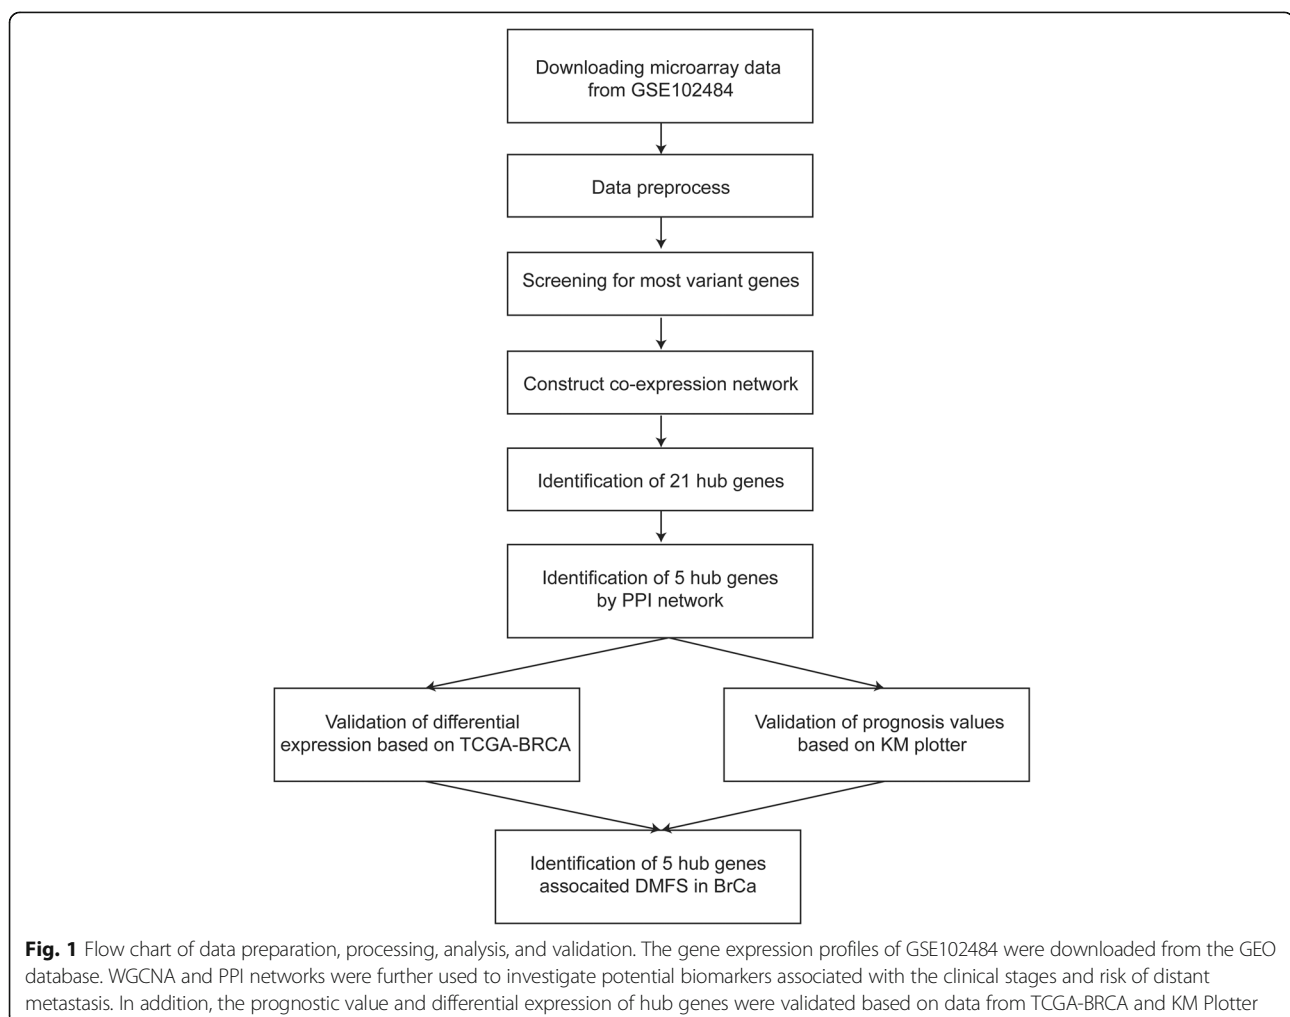 Downloading microarray data
from GSE102484
Data preprocess
Screening for most variant genes
Construct co-expression network
Identification of 21 hub genes
Identification of 5 hub genes
by PPI network
Validation of differential
expression based on TCGA-BRCA
Validation of prognosis values
based on KM plotter
Identification of 5 hub genes
assocaited DMFS in BrCa
Fig. 1 Flow chart of data preparation, processing, analysis, and validation. The gene expression profiles of GSE102484 were downloaded from the GEO
database. WGCNA and PPI networks were further used to investigate potential biomarkers associated with the clinical stages and risk of distant
metastasis. In addition, the prognostic value and differential expression of hub genes were validated based on data from TCGA-BRCA and KM Plotter